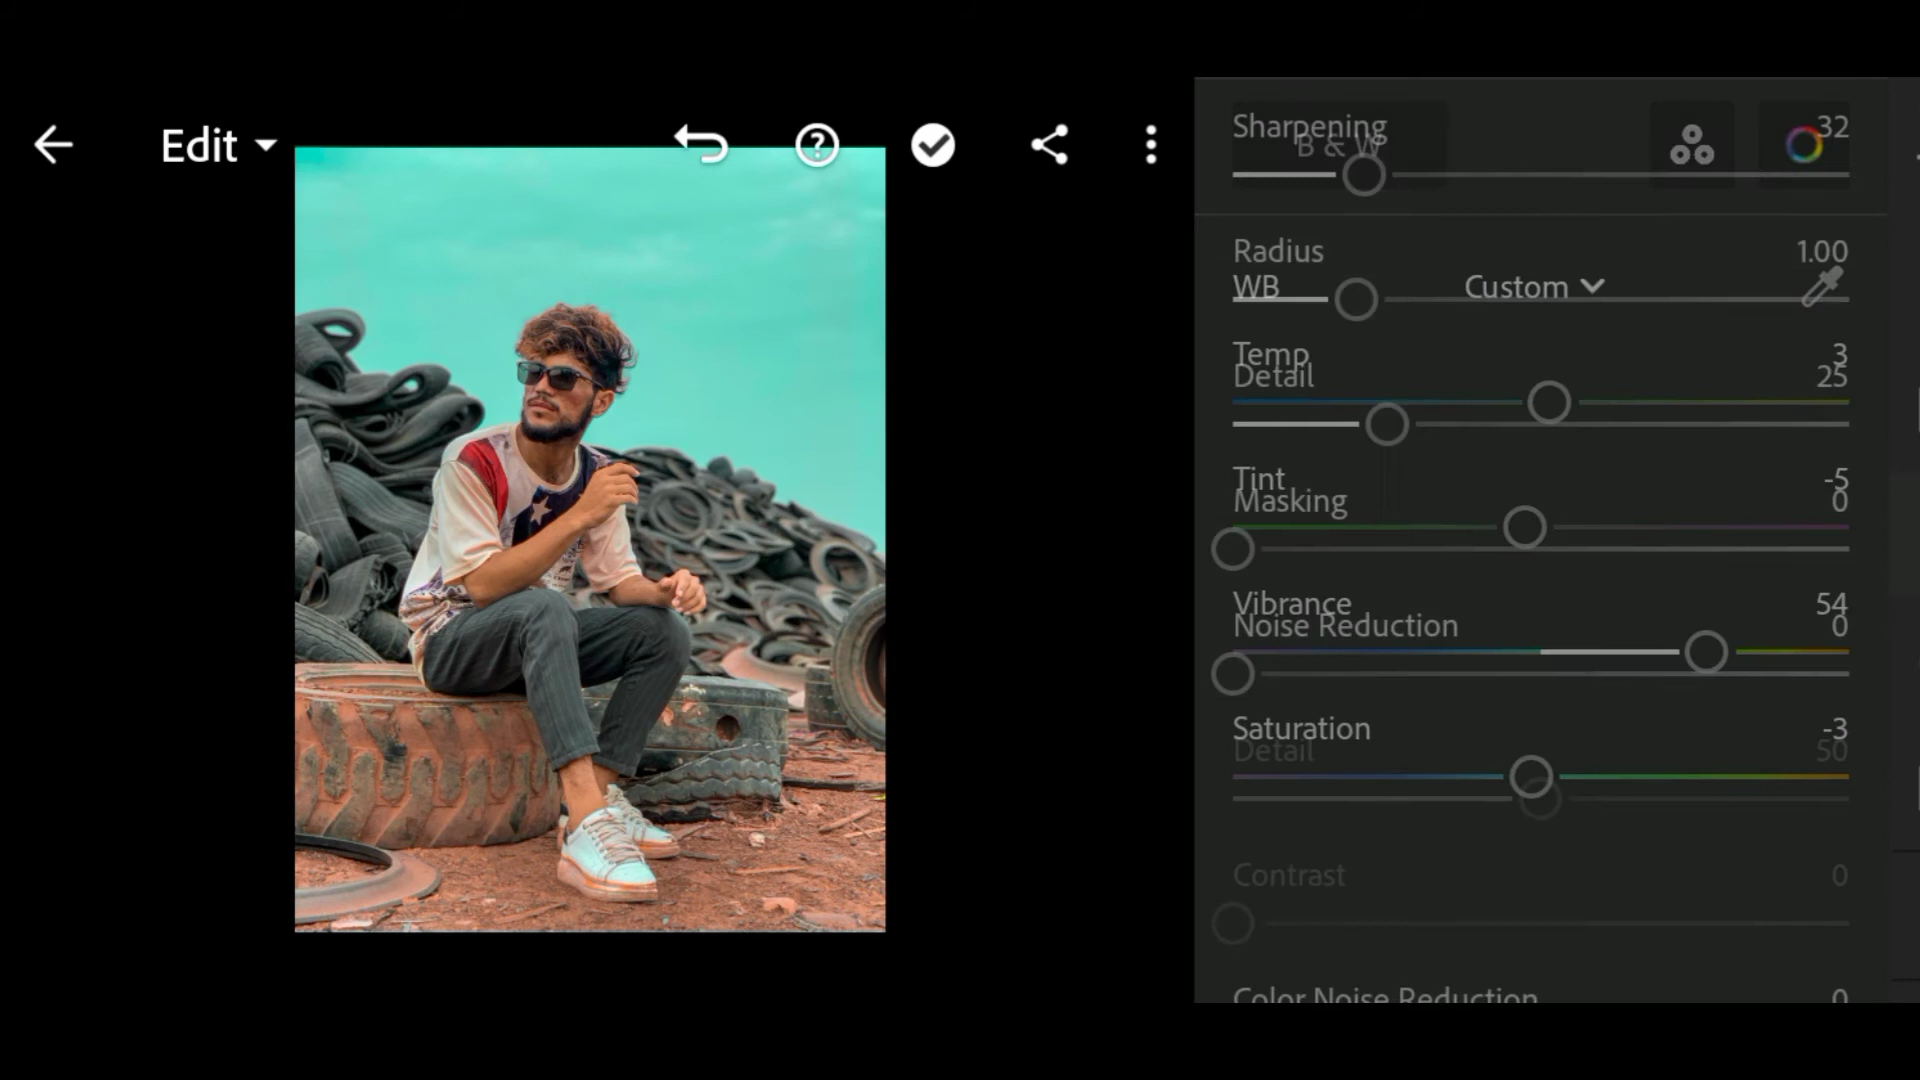 Edit
Sharpening 32
B & W
Radius 1.00
WB Custom
Temp 3
Detail 25
Tint -5
Masking 0
Vibrance 54
Noise Reduction 0
Saturation -3
Detail 50
Contrast 0
Color Noise Reduction 0